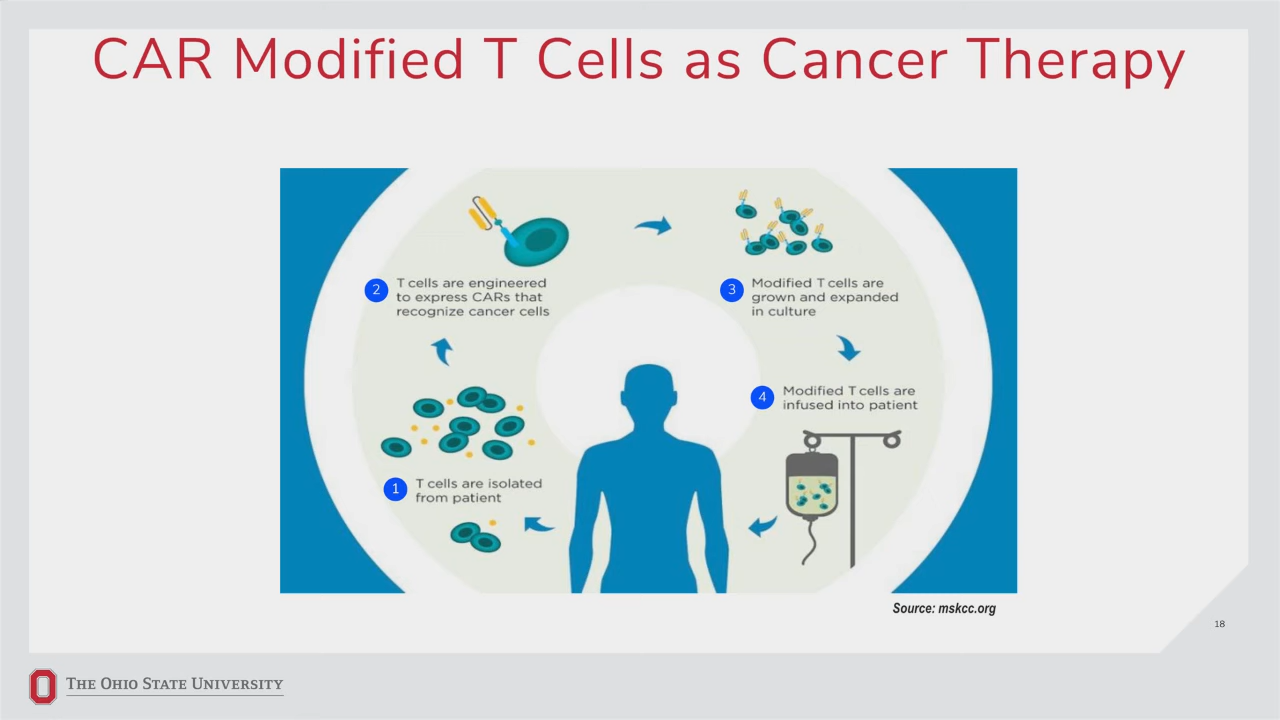 CAR Modified T Cells as Cancer Therapy
2
T cells are engineered
to express CARs that
recognize cancer cells
3
Modified T cells are
grown and expanded
in culture
4
Modified T cells are
infused into patient
1
T cells are isolated
from patient
Source: mskcc.org
18
THE OHIO STATE UNIVERSITY